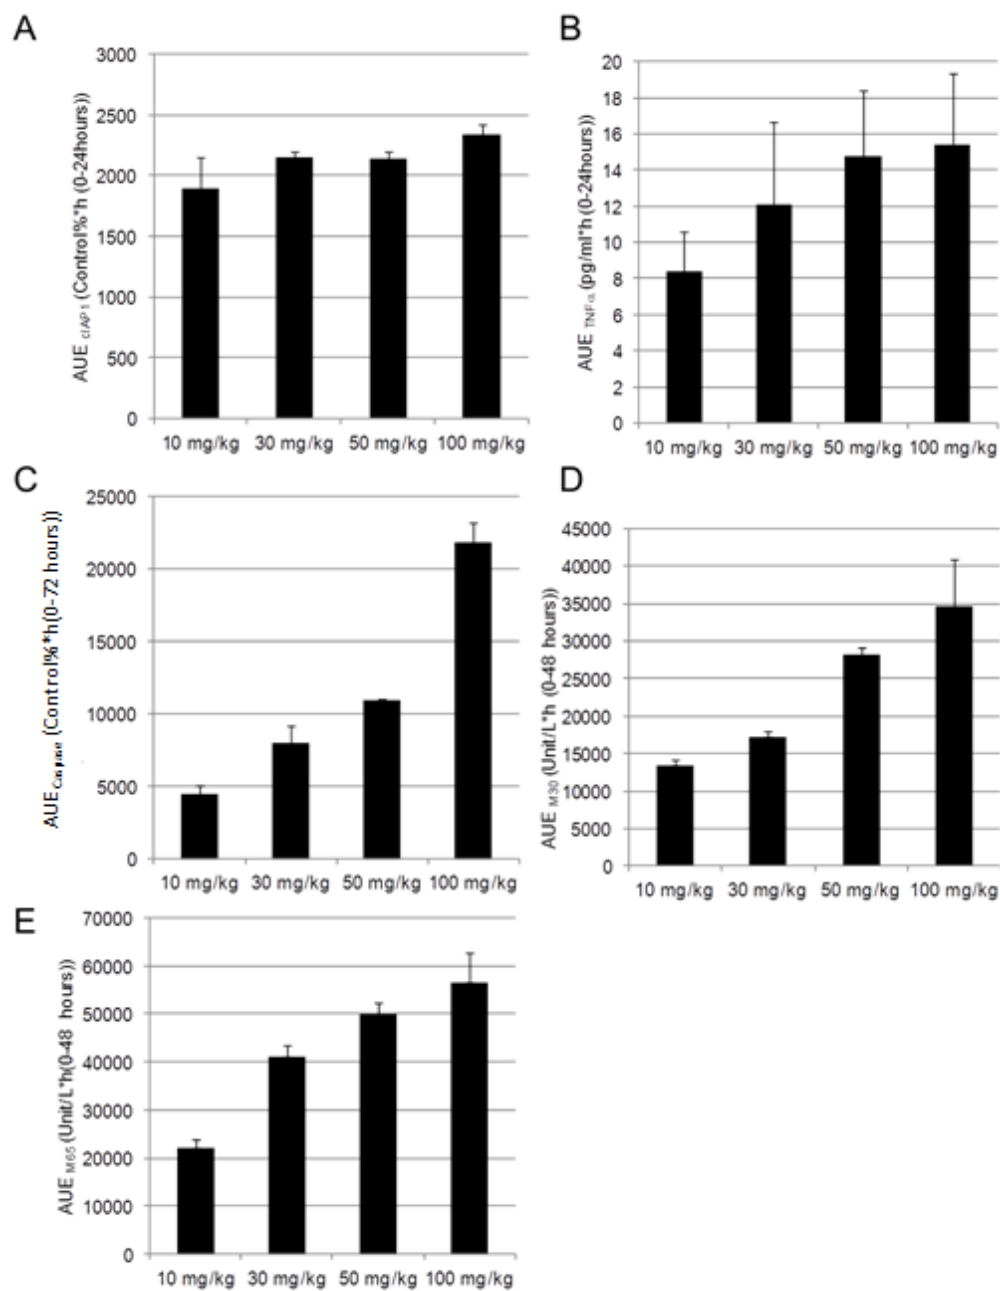 A
AUE cIAP1 (Control%*h (0-24hours))
3000
2500
2000
1500
1000
500
0
10 mg/kg 30 mg/kg 50 mg/kg 100 mg/kg
B
AUE TNFα (pg/ml*h (0-24hours))
20
18
16
14
12
10
8
6
4
2
0
10 mg/kg 30 mg/kg 50 mg/kg 100 mg/kg
C
AUE Caspase (Control%*h(0-72 hours))
25000
20000
15000
10000
5000
0
10 mg/kg 30 mg/kg 50 mg/kg 100 mg/kg
D
AUE M30 (Unit/L*h (0-48 hours))
45000
40000
35000
30000
25000
20000
15000
10000
5000
0
10 mg/kg 30 mg/kg 50 mg/kg 100 mg/kg
E
AUE M65 (Unit/L*h(0-48 hours))
70000
60000
50000
40000
30000
20000
10000
0
10 mg/kg 30 mg/kg 50 mg/kg 100 mg/kg